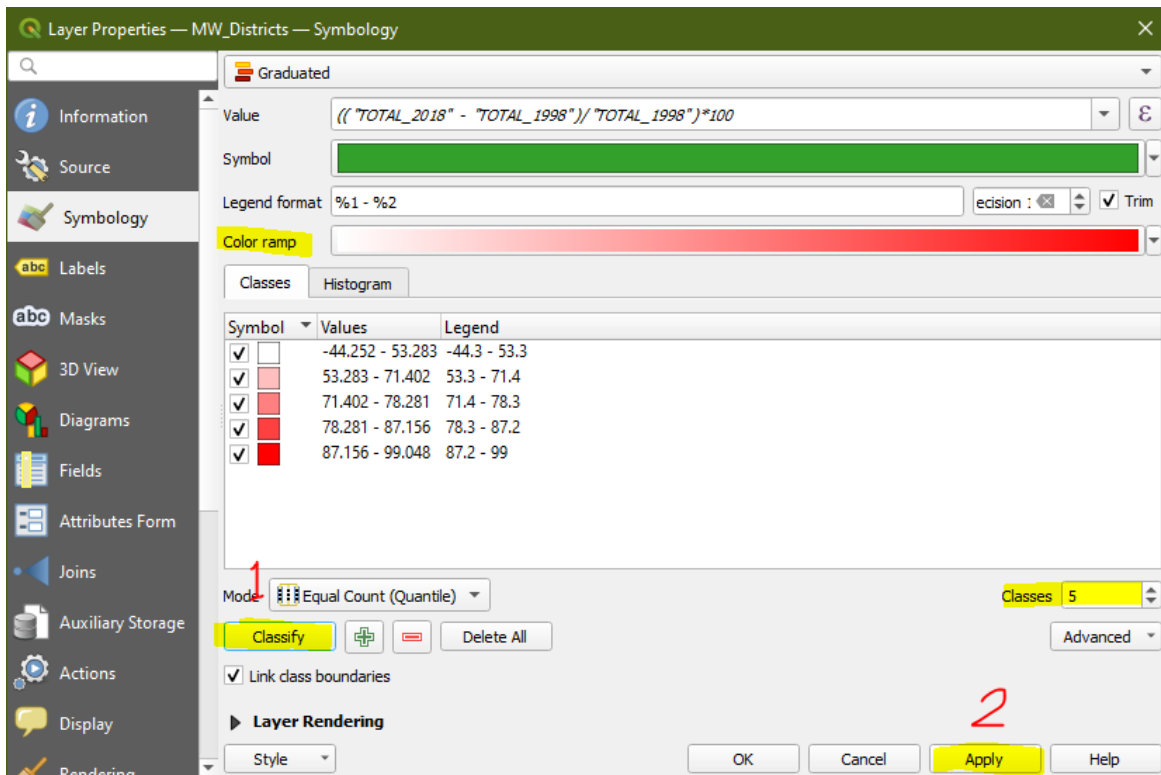 Layer Properties — MW_Districts — Symbology
Graduated
Information
Source
Symbology
Labels
Masks
3D View
Diagrams
Fields
Attributes Form
Joins
Auxiliary Storage
Actions
Display
Rendering
Value (( "TOTAL_2018" - "TOTAL_1998")/ "TOTAL_1998")*100 ε
Symbol
Legend format %1 - %2 ecision 1 Trim
Color ramp
Classes Histogram
Symbol Values Legend
-44.252 - 53.283 -44.3 - 53.3
53.283 - 71.402 53.3 - 71.4
71.402 - 78.281 71.4 - 78.3
78.281 - 87.156 78.3 - 87.2
87.156 - 99.048 87.2 - 99
1
Mode Equal Count (Quantile) Classes 5
Classify Delete All Advanced
Link class boundaries
2
Layer Rendering
Style OK Cancel Apply Help